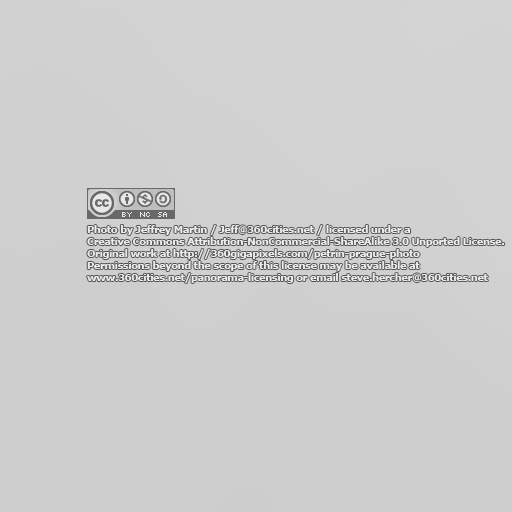 cc BY NC SA
Photo by Jeffrey Martin / Jeff@360cities.net / licensed under a
Creative Commons Attribution-NonCommercial-ShareAlike 3.0 Unported License.
Original work at http://360gigapixels.com/petrin-prague-photo
Permissions beyond the scope of this license may be available at
www.360cities.net/panorama-licensing or email steve.hercher@360cities.net